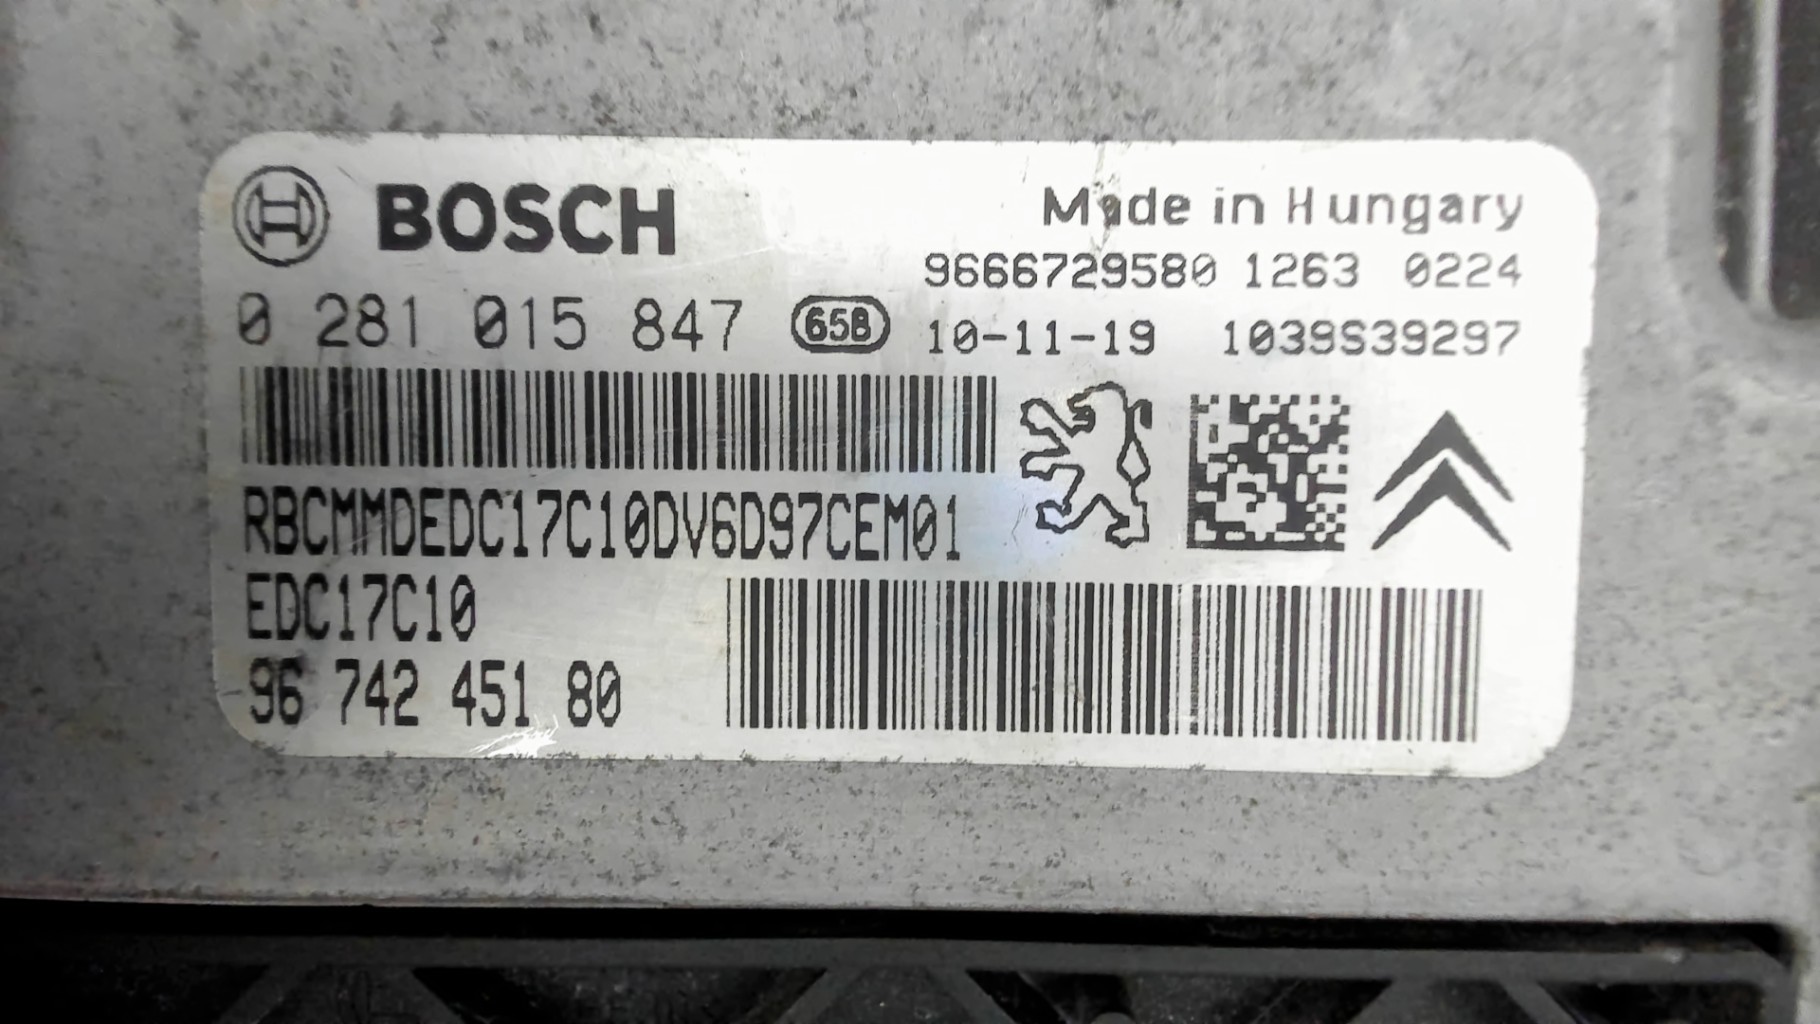 BOSCH
Made in Hungary
9666729580 1263 0224
0 281 015 847 65B 10-11-19 1039S39297
RBCMMDEDC17C10DV6D97CEM01
EDC17C10
96 742 451 80